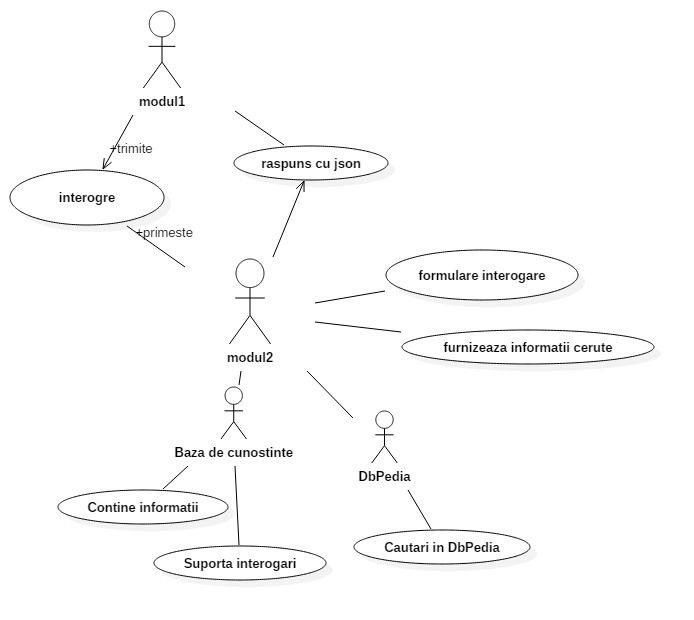 modul1
+trimite
raspuns cu json
interogre
+primeste
formulare interogare
furnizeaza informatii cerute
modul2
Baza de cunostinte
DbPedia
Contine informatii
Cautari in DbPedia
Suporta interogari